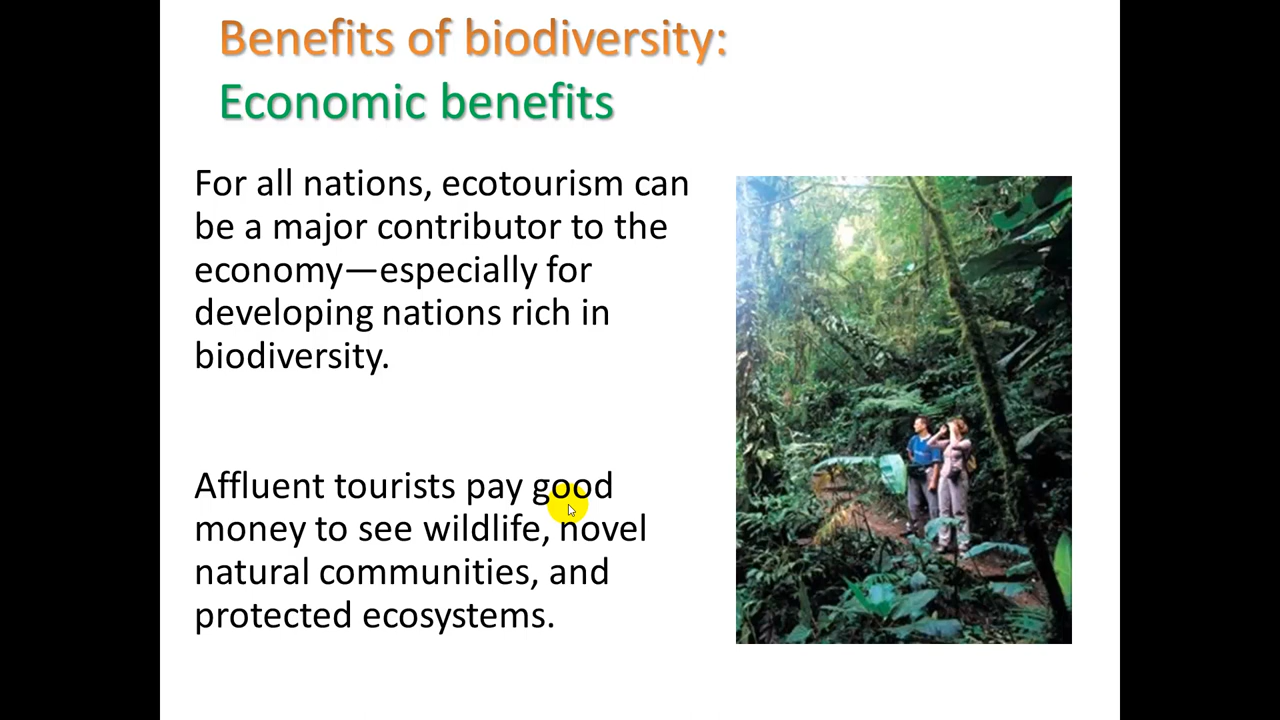 Benefits of biodiversity:
Economic benefits
For all nations, ecotourism can
be a major contributor to the
economy—especially for
developing nations rich in
biodiversity.
Affluent tourists pay good
money to see wildlife, novel
natural communities, and
protected ecosystems.